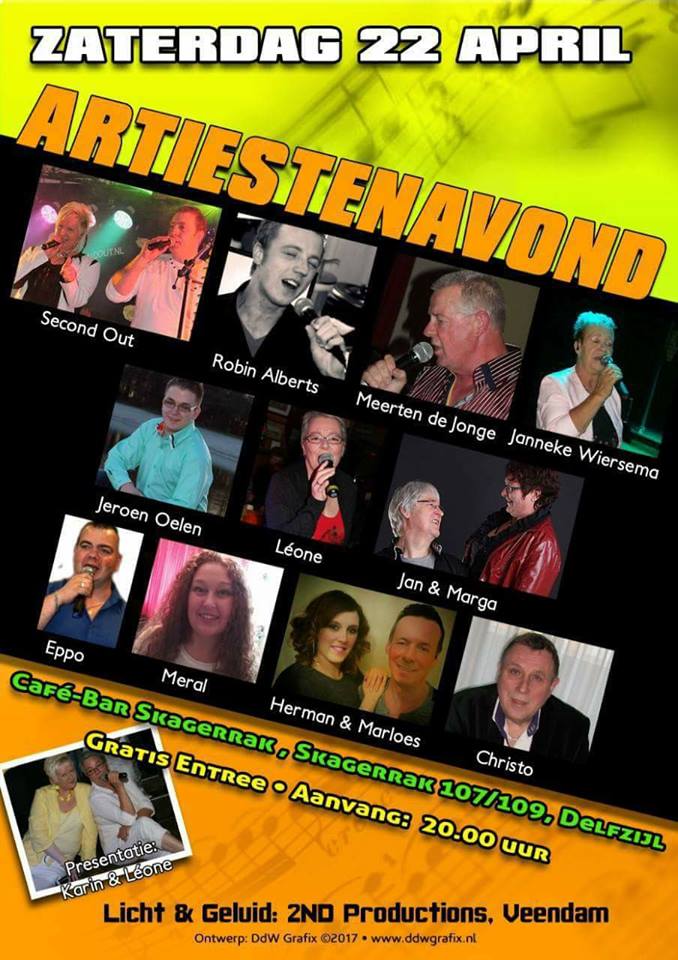 ZATERDAG 22 APRIL
ARTIESTENAVOND
OUT.NL
Second Out
Robin Alberts
Meerten de Jonge
Janneke Wiersema
Jeroen Oelen
Léone
Jan & Marga
Eppo
Meral
Herman & Marloes
Christo
Café-Bar Skagerrak, Skagerrak 107/109, Delfzijl
Gratis Entree • Aanvang: 20.00 uur
Presentatie:
Karin & Léone
Licht & Geluid: 2ND Productions, Veendam
Ontwerp: DdW Grafix ©2017 • www.ddwgrafix.nl